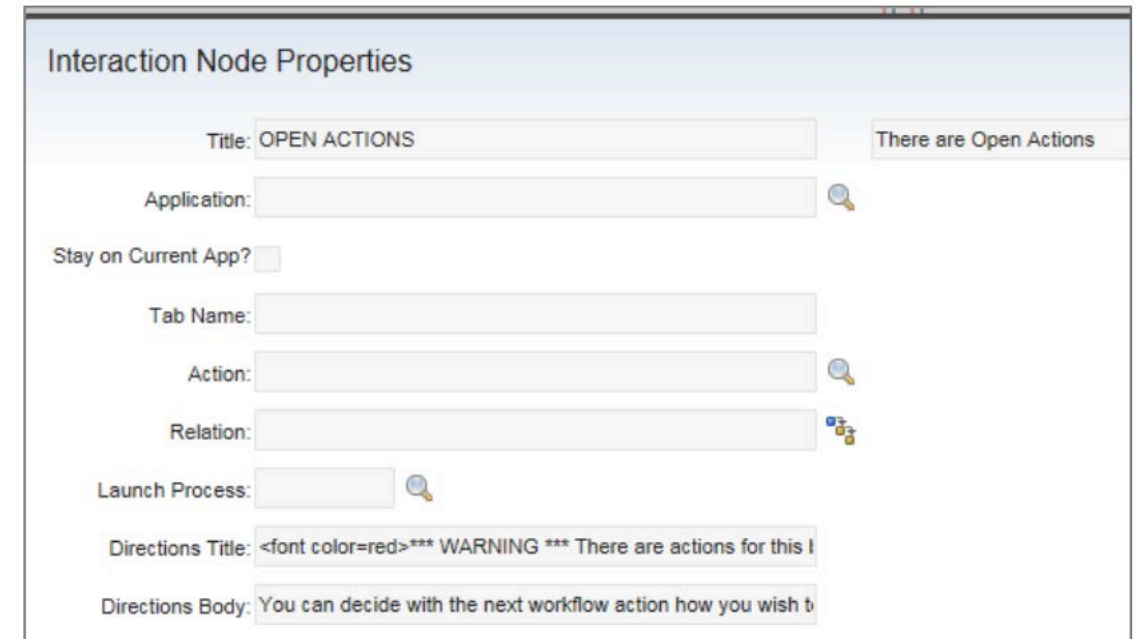 Interaction Node Properties
Title: OPEN ACTIONS There are Open Actions
Application:
Stay on Current App?
Tab Name:
Action:
Relation:
Launch Process:
Directions Title: <font color=red>*** WARNING *** There are actions for this
Directions Body: You can decide with the next workflow action how you wish